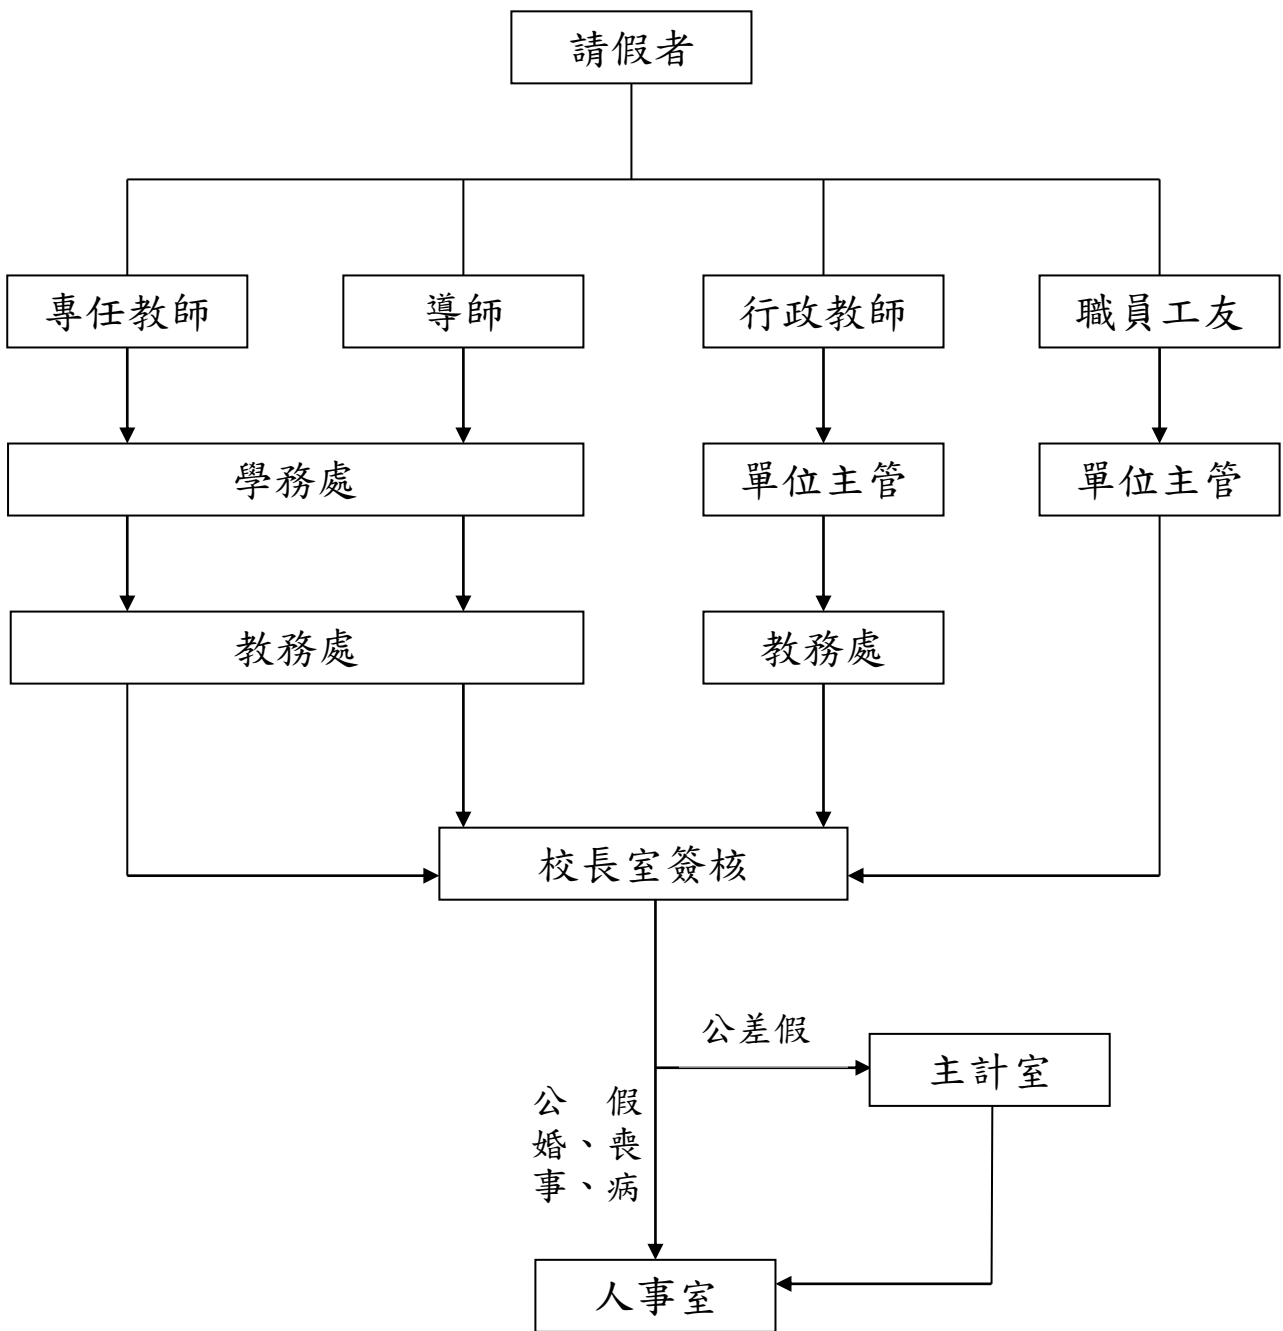 請假者
專任教師
導師
行政教師
職員工友
學務處
單位主管
單位主管
教務處
教務處
校長室簽核
公差假
主計室
公 假
婚、喪
事、病
人事室